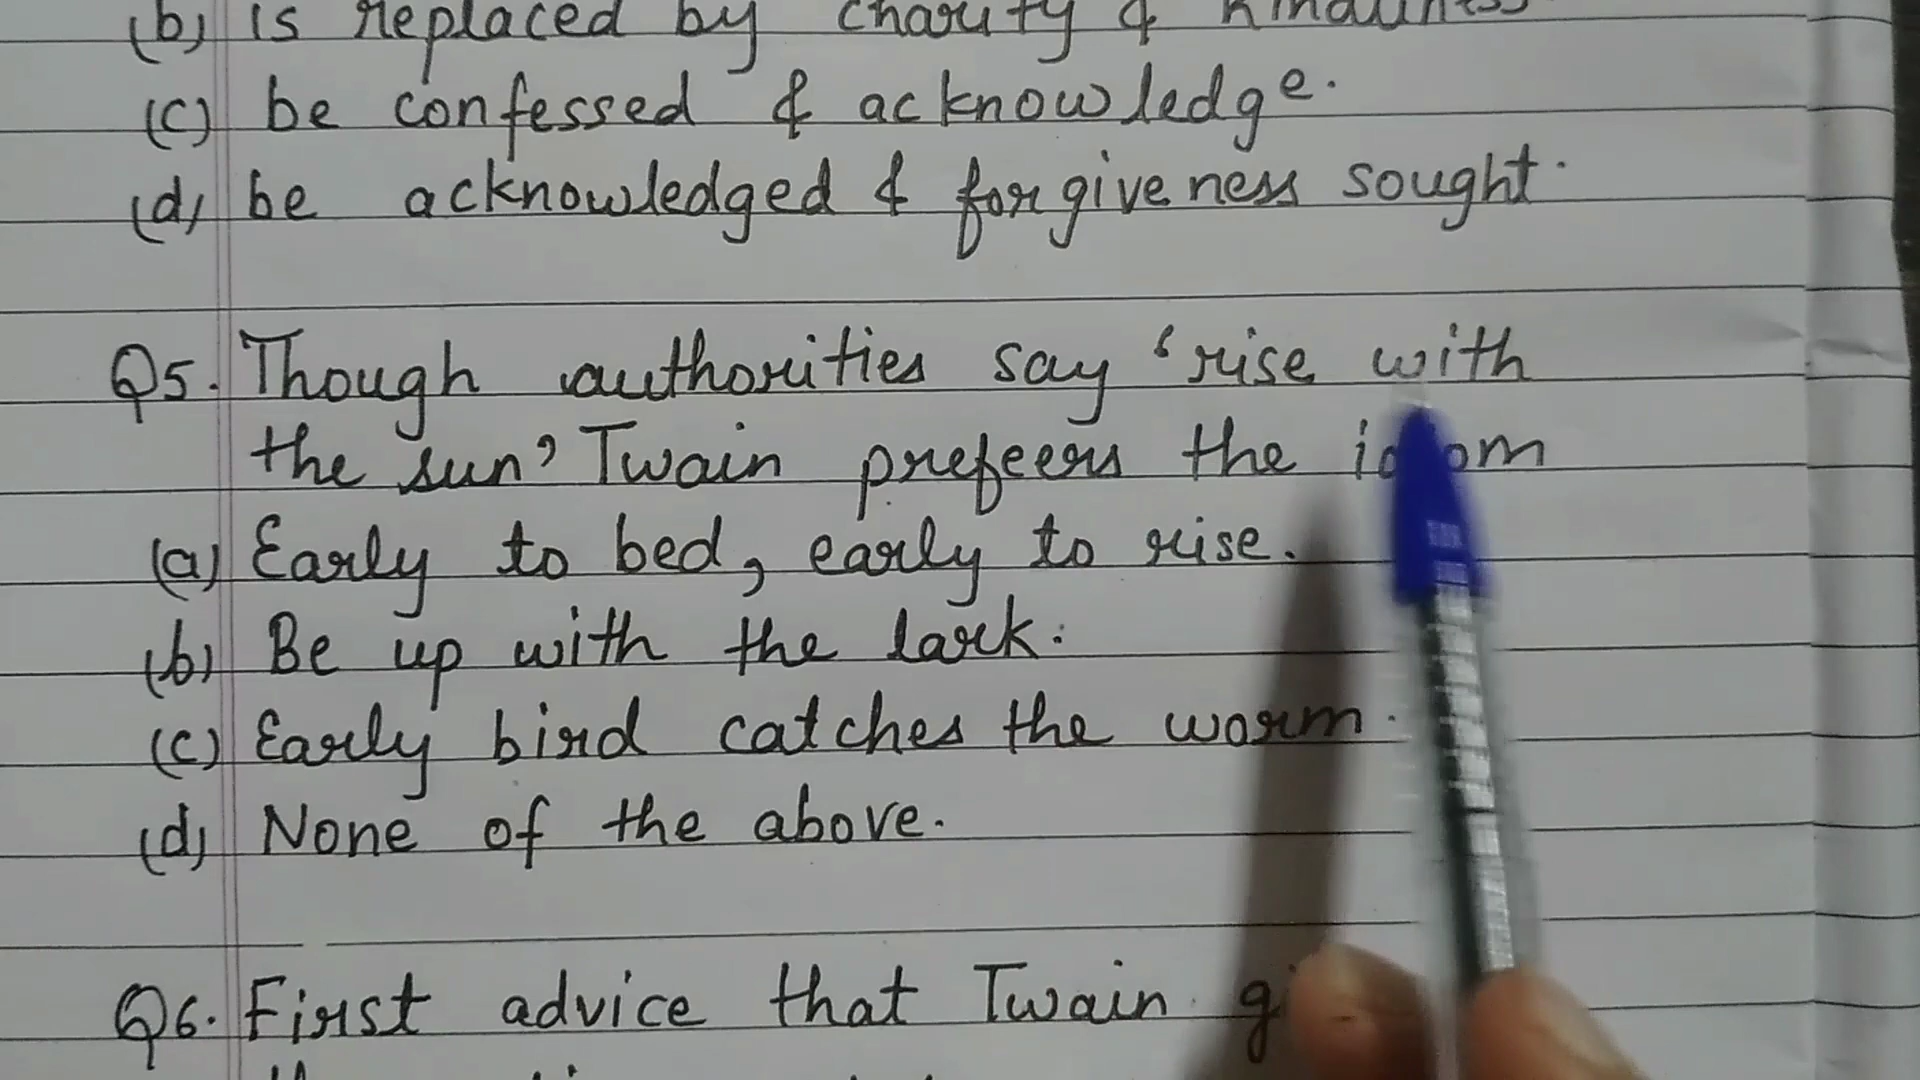 (b) is replaced by charity &
(c) be confessed & acknowledge.
(d) be acknowledged & forgiveness sought.
Q5. Though authorities say 'rise with
the sun' Twain prefeers the
(a) Early to bed, early to rise.
(b) Be up with the lark.
(c) Early bird catches the worm.
(d) None of the above.
Q6. First advice that Twain